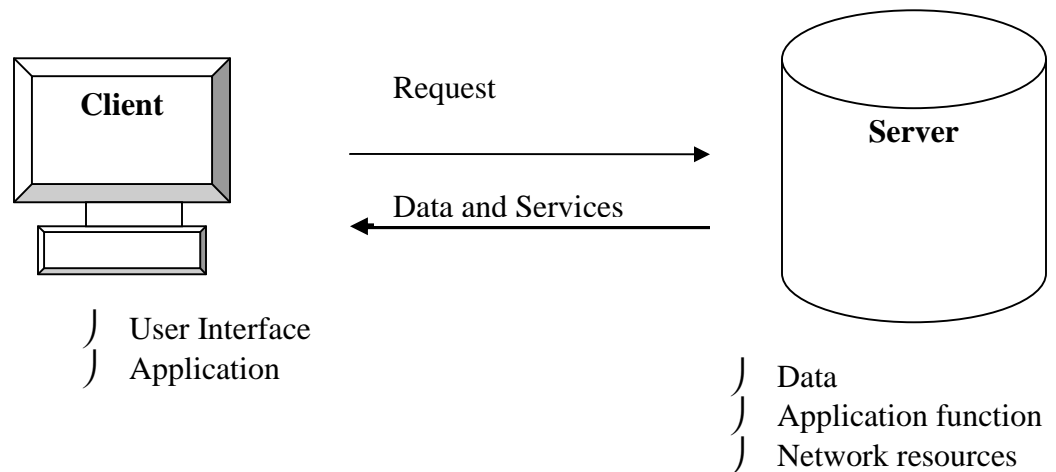 Client
Request
Server
Data and Services
User Interface
Application
Data
Application function
Network resources